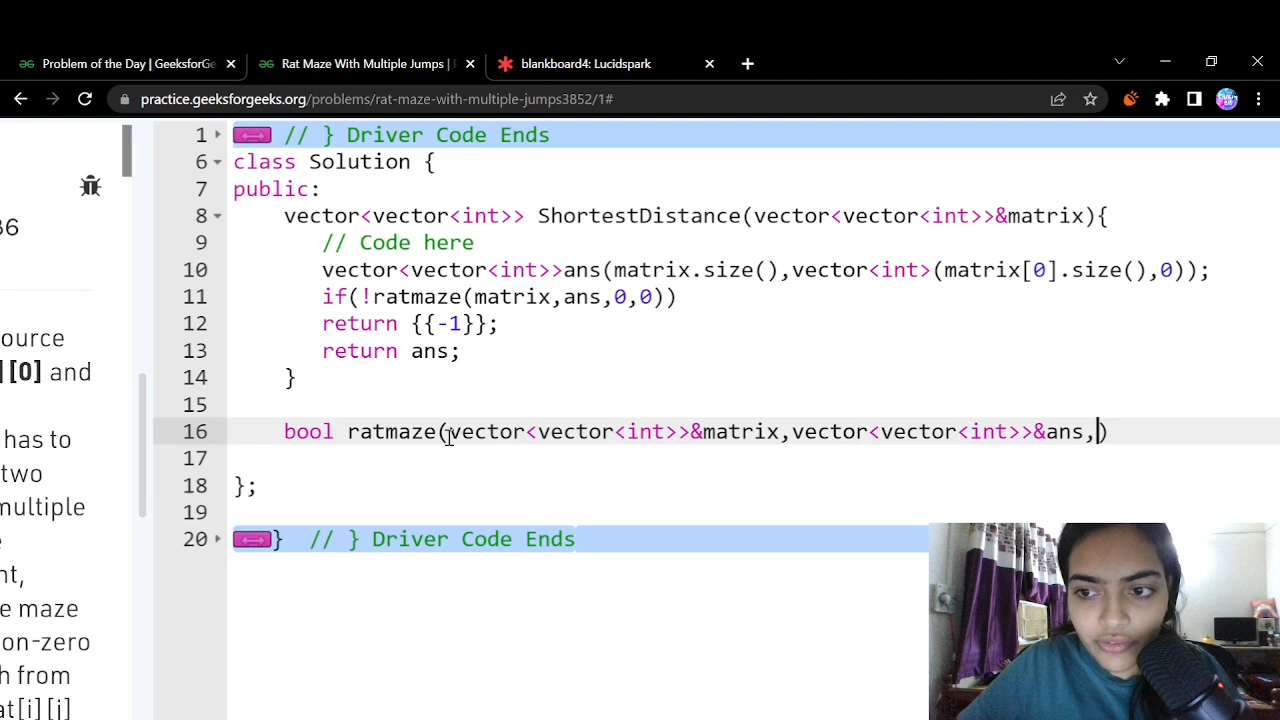 Problem of the Day | GeeksforGe
Rat Maze With Multiple Jumps |
blankboard4: Lucidspark
practice.geeksforgeeks.org/problems/rat-maze-with-multiple-jumps3852/1#
1 // } Driver Code Ends
6 class Solution {
7 public:
8 vector<vector<int>> ShortestDistance(vector<vector<int>>&matrix){
9 // Code here
10 vector<vector<int>>ans(matrix.size(),vector<int>(matrix[0].size(),0));
11 if(!ratmaze(matrix,ans,0,0))
12 return {{-1}};
13 return ans;
14 }
15
16 bool ratmaze(vector<vector<int>>&matrix,vector<vector<int>>&ans,)
17
18 };
19
20 } // } Driver Code Ends
36
ource
][0] and
has to
two
multiple
e
nt,
e maze
on-zero
h from
at[i][j]